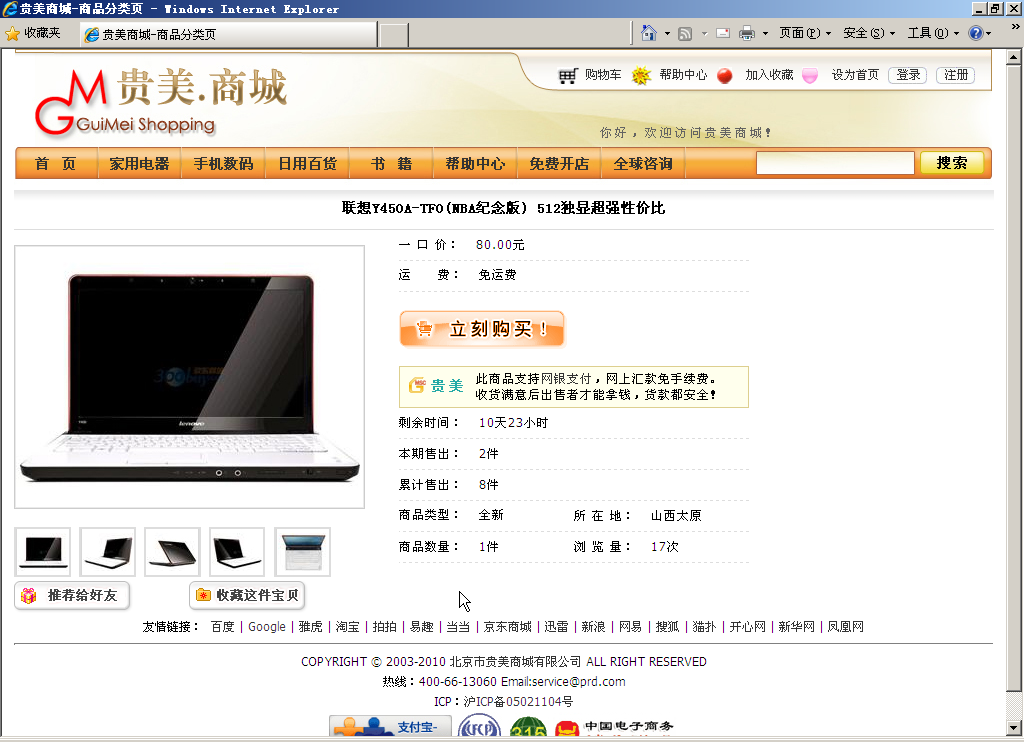 贵美商城-商品分类页 - Windows Internet Explorer
收藏夹 贵美商城-商品分类页 页面(P) 安全(S) 工具(O)
贵美.商城
GuiMei Shopping
购物车 帮助中心 加入收藏 设为首页 登录 注册
你好，欢迎访问贵美商城！
首 页 家用电器 手机数码 日用百货 书 籍 帮助中心 免费开店 全球咨询 搜索
联想Y450A-TFO(NBA纪念版) 512独显超强性价比
一 口 价： 80.00元
运 费： 免运费
立刻购买！
贵美 此商品支持网银支付，网上汇款免手续费。
收货满意后出售者才能拿钱，货款都安全！
剩余时间： 10天23小时
本期售出： 2件
累计售出： 8件
商品类型： 全新 所 在 地： 山西太原
商品数量： 1件 浏 览 量： 17次
lenovo
推荐给好友 收藏这件宝贝
友情链接： 百度 | Google | 雅虎 | 淘宝 | 拍拍 | 易趣 | 当当 | 京东商城 | 迅雷 | 新浪 | 网易 | 搜狐 | 猫扑 | 开心网 | 新华网 | 凤凰网
COPYRIGHT © 2003-2010 北京市贵美商城有限公司 ALL RIGHT RESERVED
热线：400-66-13060 Email:service@prd.com
ICP：沪ICP备05021104号
支付宝- 315 中国电子商务